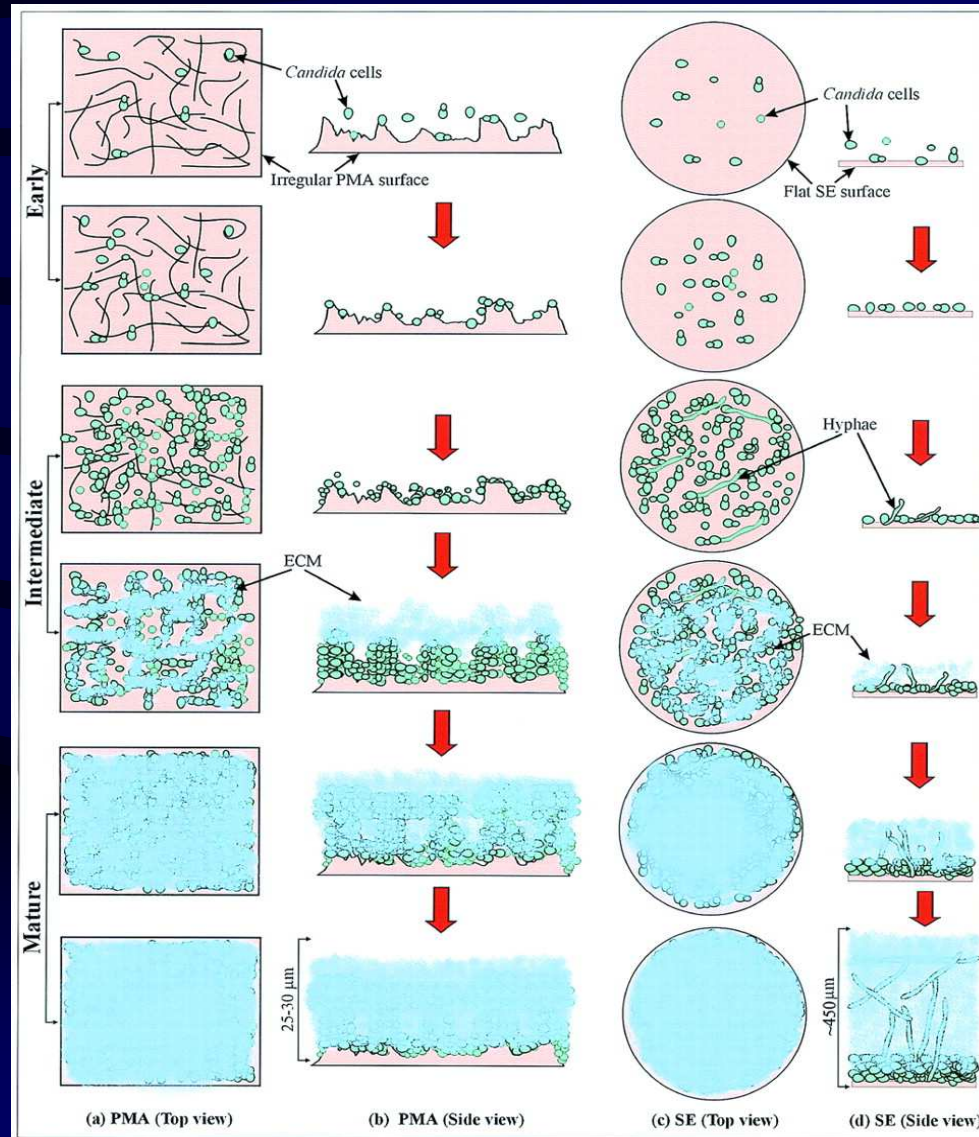 Candida cells
Irregular PMA surface
Candida cells
Flat SE surface
Early
Hyphae
ECM
ECM
Intermediate
Mature
25-30 µm
~450 µm
(a) PMA (Top view)
(b) PMA (Side view)
(c) SE (Top view)
(d) SE (Side view)